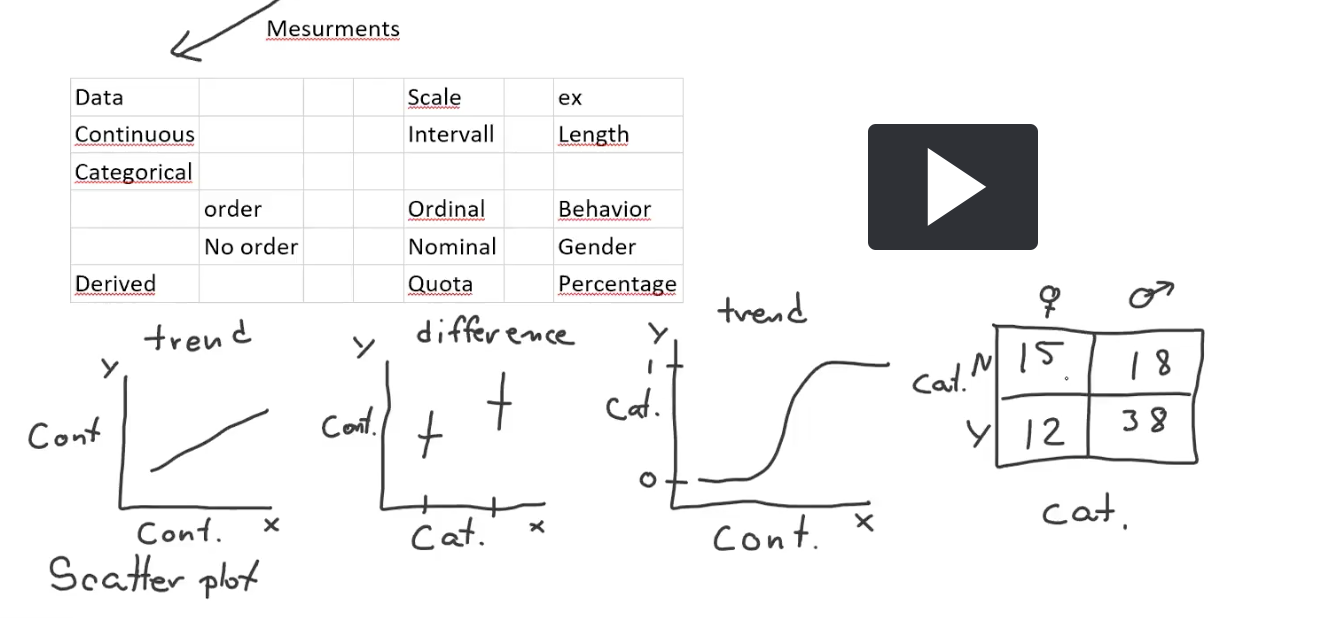 Mesurments
Data Scale ex
Continuous Intervall Length
Categorical
order Ordinal Behavior
No order Nominal Gender
Derived Quota Percentage
trend
Y
Cont
Cont. x
Scatter plot
difference
Y
Cont.
Cat. x
trend
Y
1
Cat.
0
Cont. x
♀ ♂
Cat. N 15 18
Y 12 38
Cat.